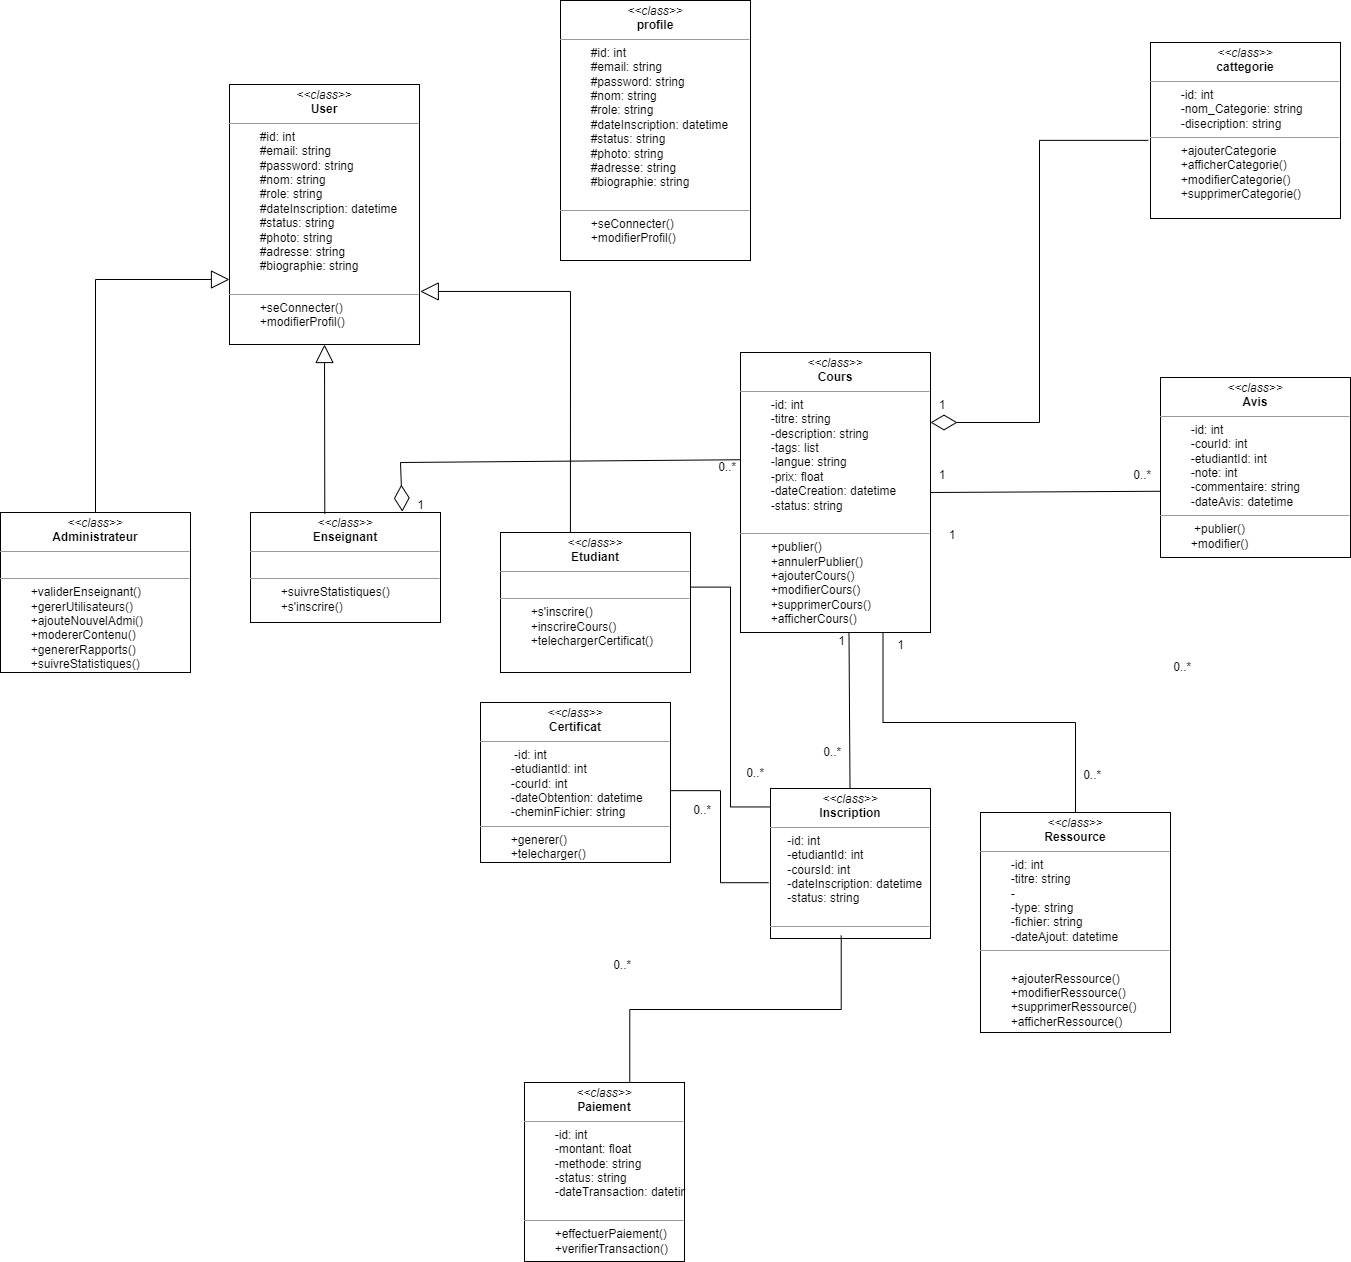 <<class>>
profile
#id: int
#email: string
#password: string
#nom: string
#role: string
#dateInscription: datetime
#status: string
#photo: string
#adresse: string
#biographie: string
+seConnecter()
+modifierProfil()
<<class>>
cattegorie
-id: int
-nom_Categorie: string
-disecription: string
+ajouterCategorie
+afficherCategorie()
+modifierCategorie()
+supprimerCategorie()
<<class>>
User
#id: int
#email: string
#password: string
#nom: string
#role: string
#dateInscription: datetime
#status: string
#photo: string
#adresse: string
#biographie: string
+seConnecter()
+modifierProfil()
<<class>>
Cours
-id: int
-titre: string
-description: string
-tags: list
-langue: string
-prix: float
-dateCreation: datetime
-status: string
+publier()
+annulerPublier()
+ajouterCours()
+modifierCours()
+supprimerCours()
+afficherCours()
1
1
0..*
0..*
1
1
<<class>>
Avis
-id: int
-courId: int
-etudiantId: int
-note: int
-commentaire: string
-dateAvis: datetime
+publier()
+modifier()
<<class>>
Administrateur
+validerEnseignant()
+gererUtilisateurs()
+ajouteNouvelAdmi()
+modererContenu()
+genererRapports()
+suivreStatistiques()
<<class>>
Enseignant
+suivreStatistiques()
+s'inscrire()
<<class>>
Etudiant
+s'inscrire()
+inscrireCours()
+telechargerCertificat()
1
1
0..*
<<class>>
Certificat
-id: int
-etudiantId: int
-courId: int
-dateObtention: datetime
-cheminFichier: string
+generer()
+telecharger()
0..*
0..*
0..*
0..*
<<class>>
Inscription
-id: int
-etudiantId: int
-coursId: int
-dateInscription: datetime
-status: string
<<class>>
Ressource
-id: int
-titre: string
-
-type: string
-fichier: string
-dateAjout: datetime
+ajouterRessource()
+modifierRessource()
+supprimerRessource()
+afficherRessource()
0..*
<<class>>
Paiement
-id: int
-montant: float
-methode: string
-status: string
-dateTransaction: datetir
+effectuerPaiement()
+verifierTransaction()